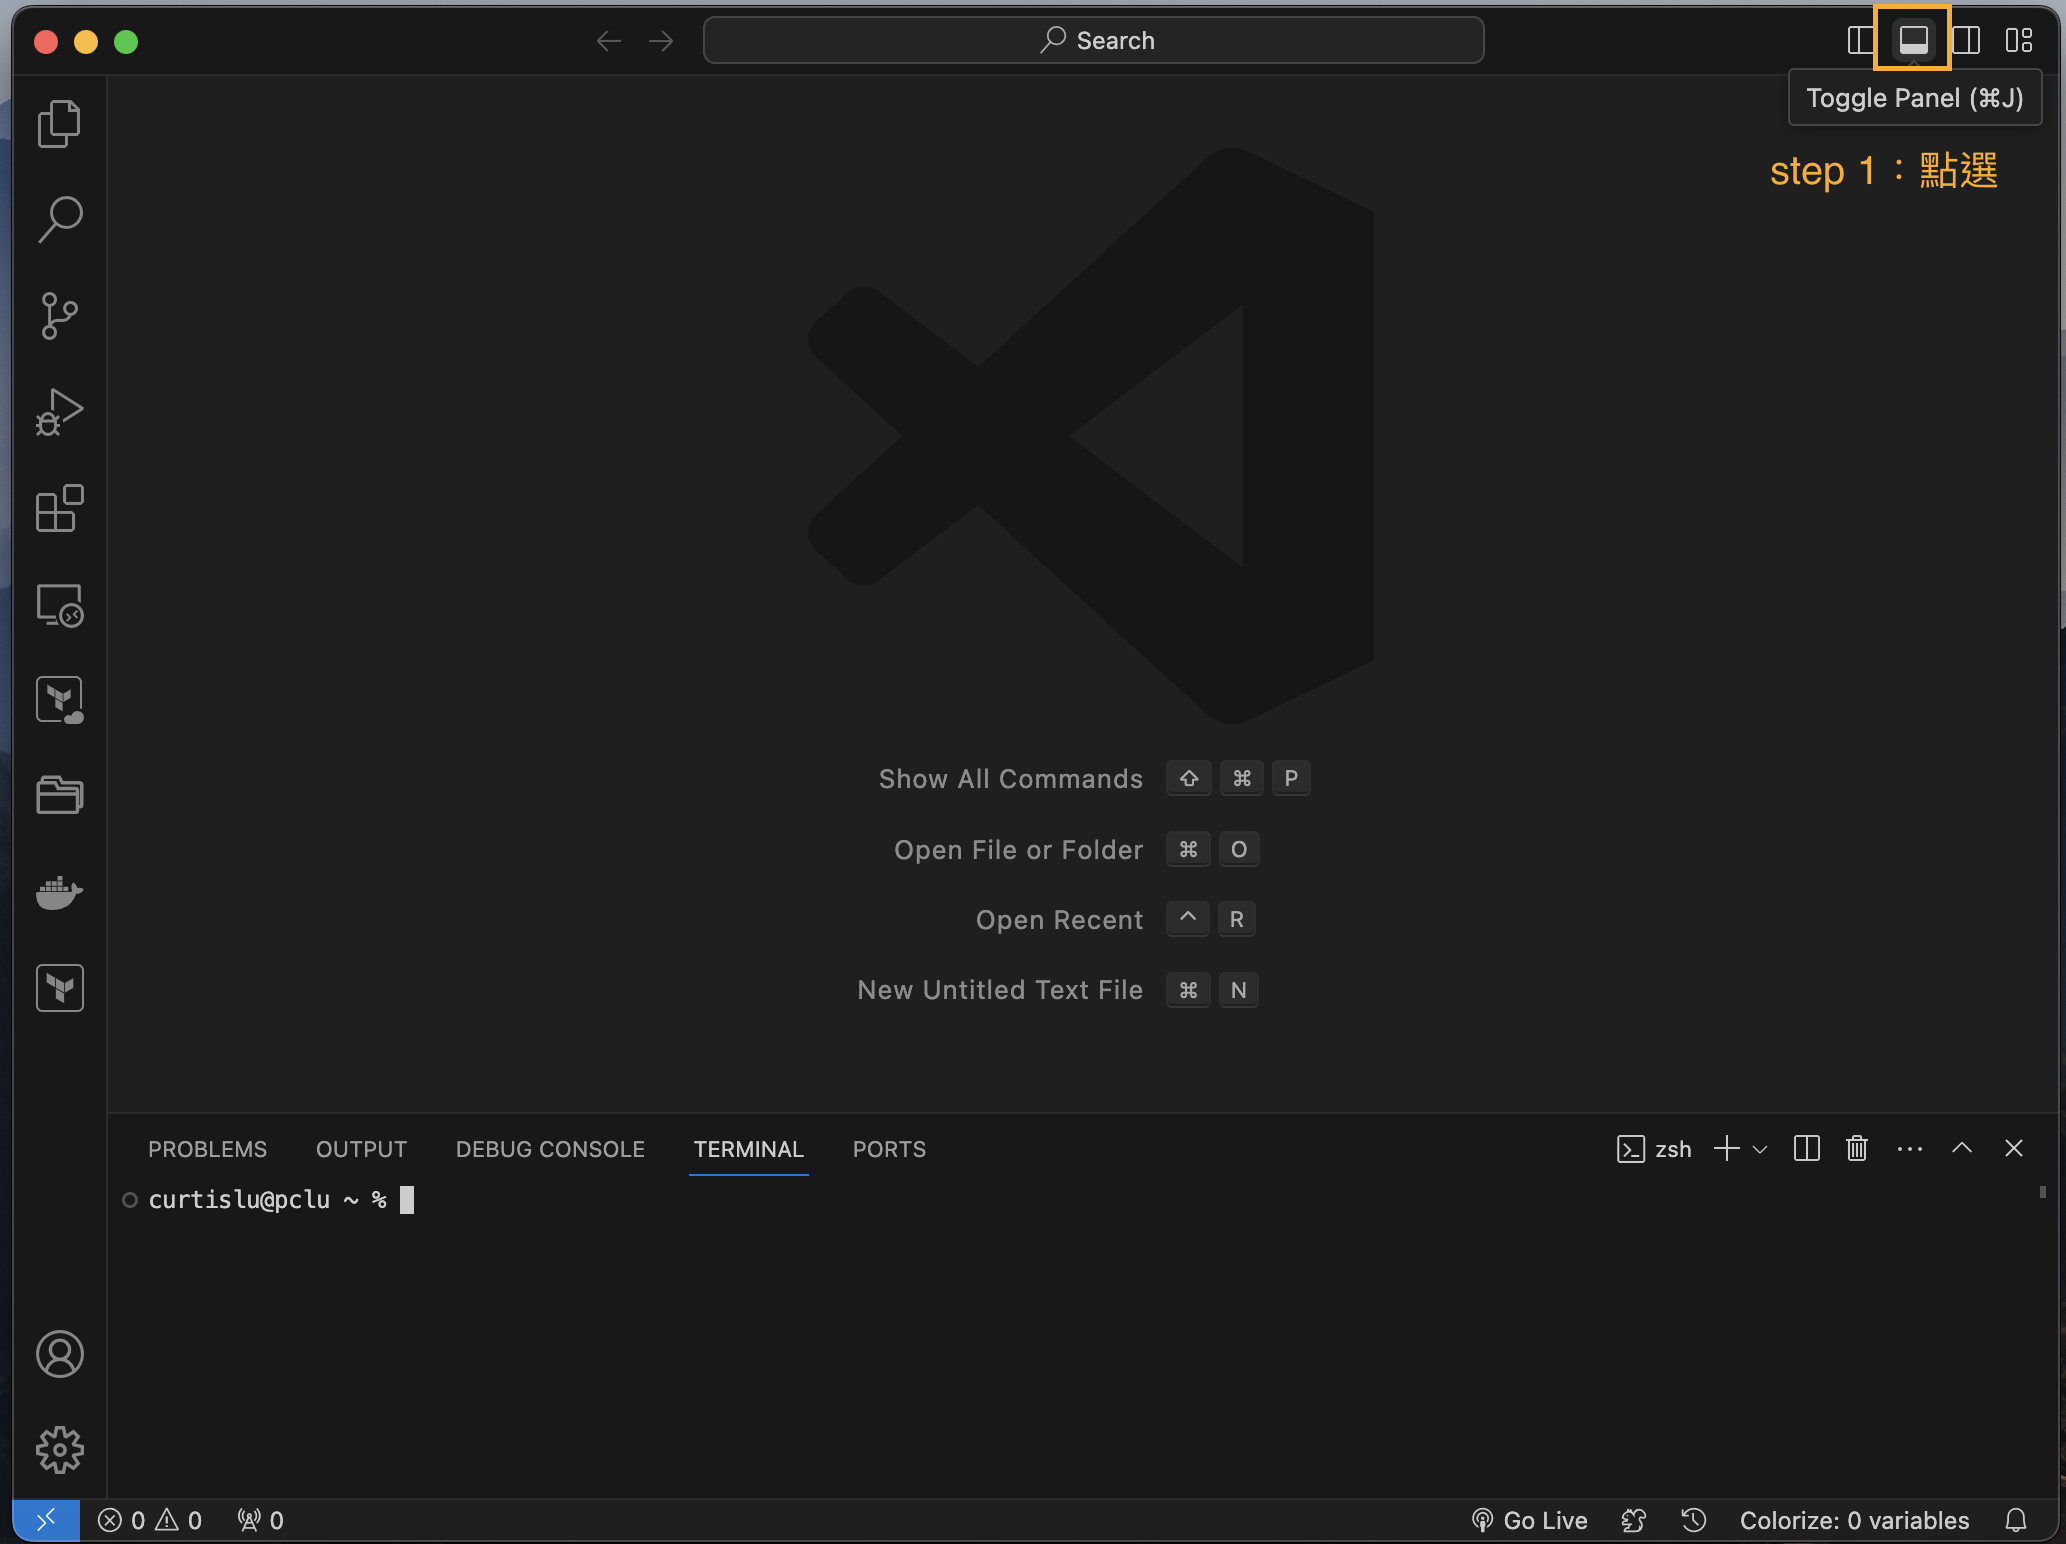 Search
Toggle Panel (⌘J)
step 1：點選
Show All Commands ⇧ ⌘ P
Open File or Folder ⌘ O
Open Recent ^ R
New Untitled Text File ⌘ N
PROBLEMS OUTPUT DEBUG CONSOLE TERMINAL PORTS zsh
curtislu@pclu ~ %
0 0 0 Go Live Colorize: 0 variables